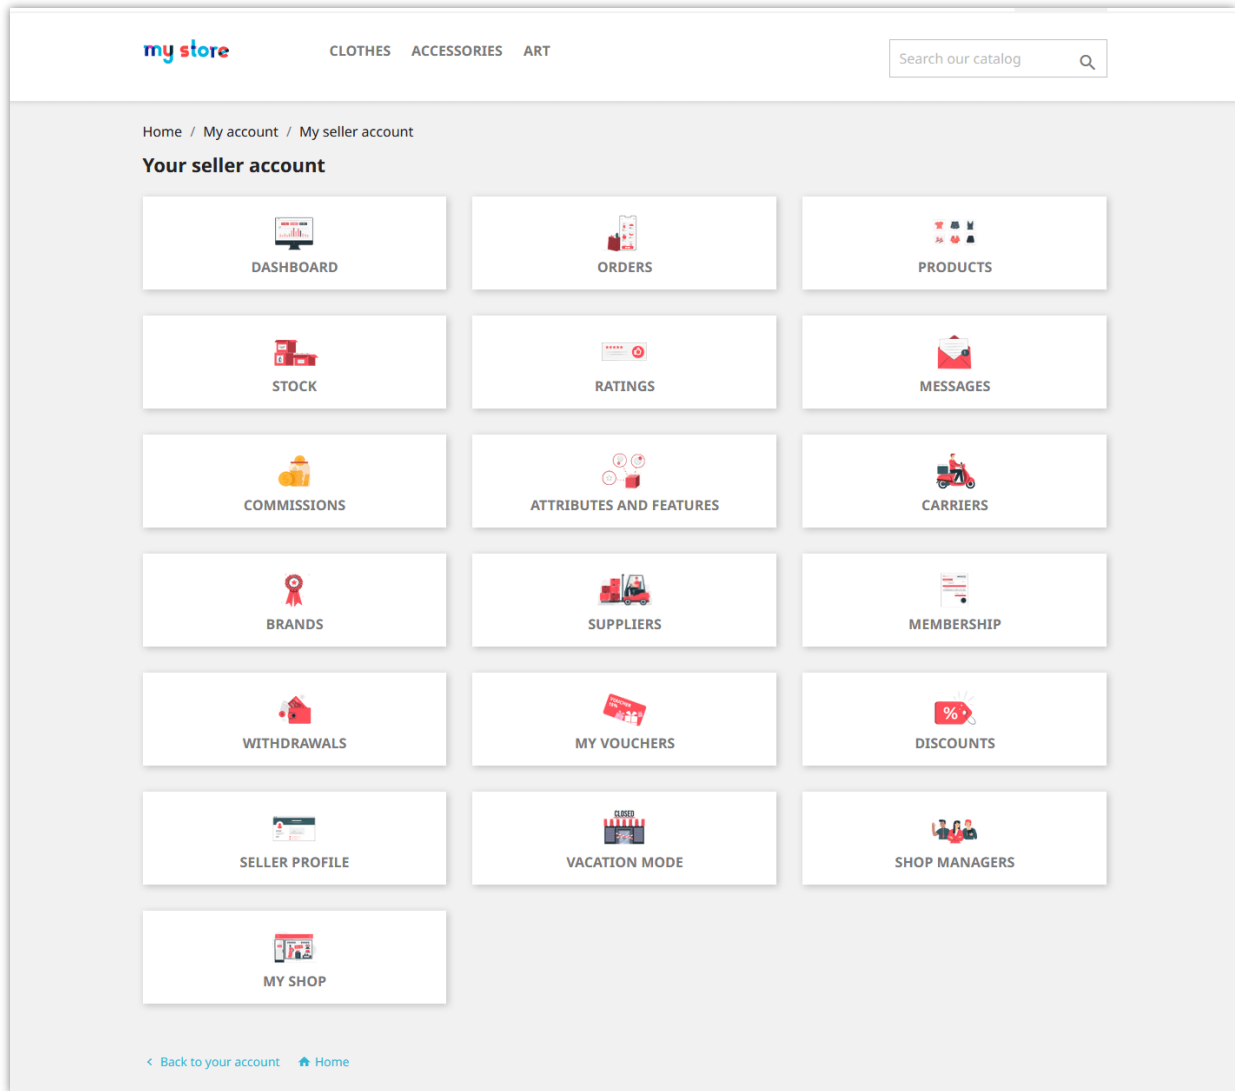 my store
CLOTHES ACCESSORIES ART
Search our catalog
Home / My account / My seller account
Your seller account
DASHBOARD
ORDERS
PRODUCTS
STOCK
RATINGS
MESSAGES
COMMISSIONS
ATTRIBUTES AND FEATURES
CARRIERS
BRANDS
SUPPLIERS
MEMBERSHIP
VOUCHER
WITHDRAWALS
MY VOUCHERS
%
DISCOUNTS
CLOSED
SELLER PROFILE
VACATION MODE
SHOP MANAGERS
MY SHOP
Back to your account Home